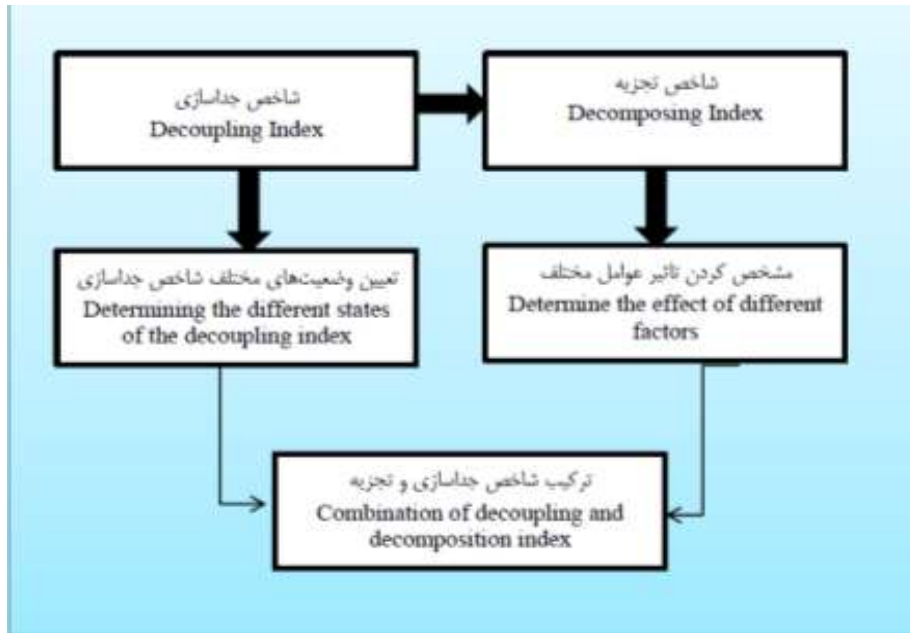 شاخص جداسازی
Decoupling Index
شاخص تجزیه
Decomposing Index
تعیین وضعیت‌های مختلف شاخص جداسازی
Determining the different states
of the decoupling index
مشخص کردن تاثیر عوامل مختلف
Determine the effect of different
factors
ترکیب شاخص جداسازی و تجزیه
Combination of decoupling and
decomposition index